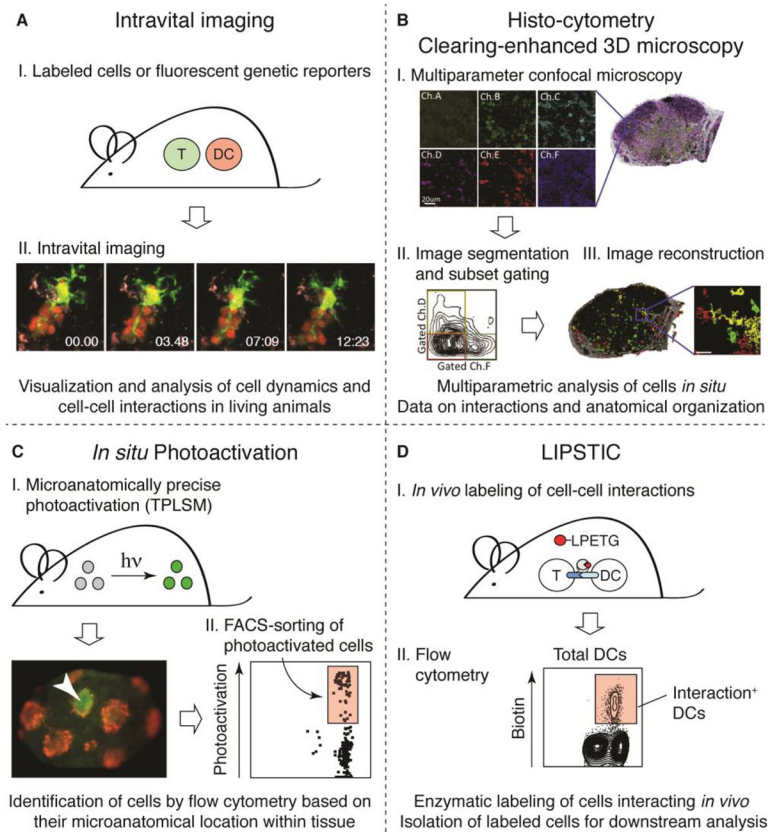 A
Intravital imaging
I. Labeled cells or fluorescent genetic reporters
T
DC
II. Intravital imaging
00.00
03.48
07:09
12:23
Visualization and analysis of cell dynamics and
cell-cell interactions in living animals
B
Histo-cytometry
Clearing-enhanced 3D microscopy
I. Multiparameter confocal microscopy
Ch.A
Ch.B
Ch.C
Ch.D
Ch.E
Ch.F
20um
II. Image segmentation
and subset gating
Gated Ch.D
Gated Ch.F
III. Image reconstruction
Multiparametric analysis of cells in situ
Data on interactions and anatomical organization
C
In situ Photoactivation
I. Microanatomically precise
photoactivation (TPLSM)
hν
II. FACS-sorting of
photoactivated cells
Photoactivation
Identification of cells by flow cytometry based on
their microanatomical location within tissue
D
LIPSTIC
I. In vivo labeling of cell-cell interactions
LPETG
T
DC
II. Flow
cytometry
Total DCs
Biotin
Interaction⁺
DCs
Enzymatic labeling of cells interacting in vivo
Isolation of labeled cells for downstream analysis